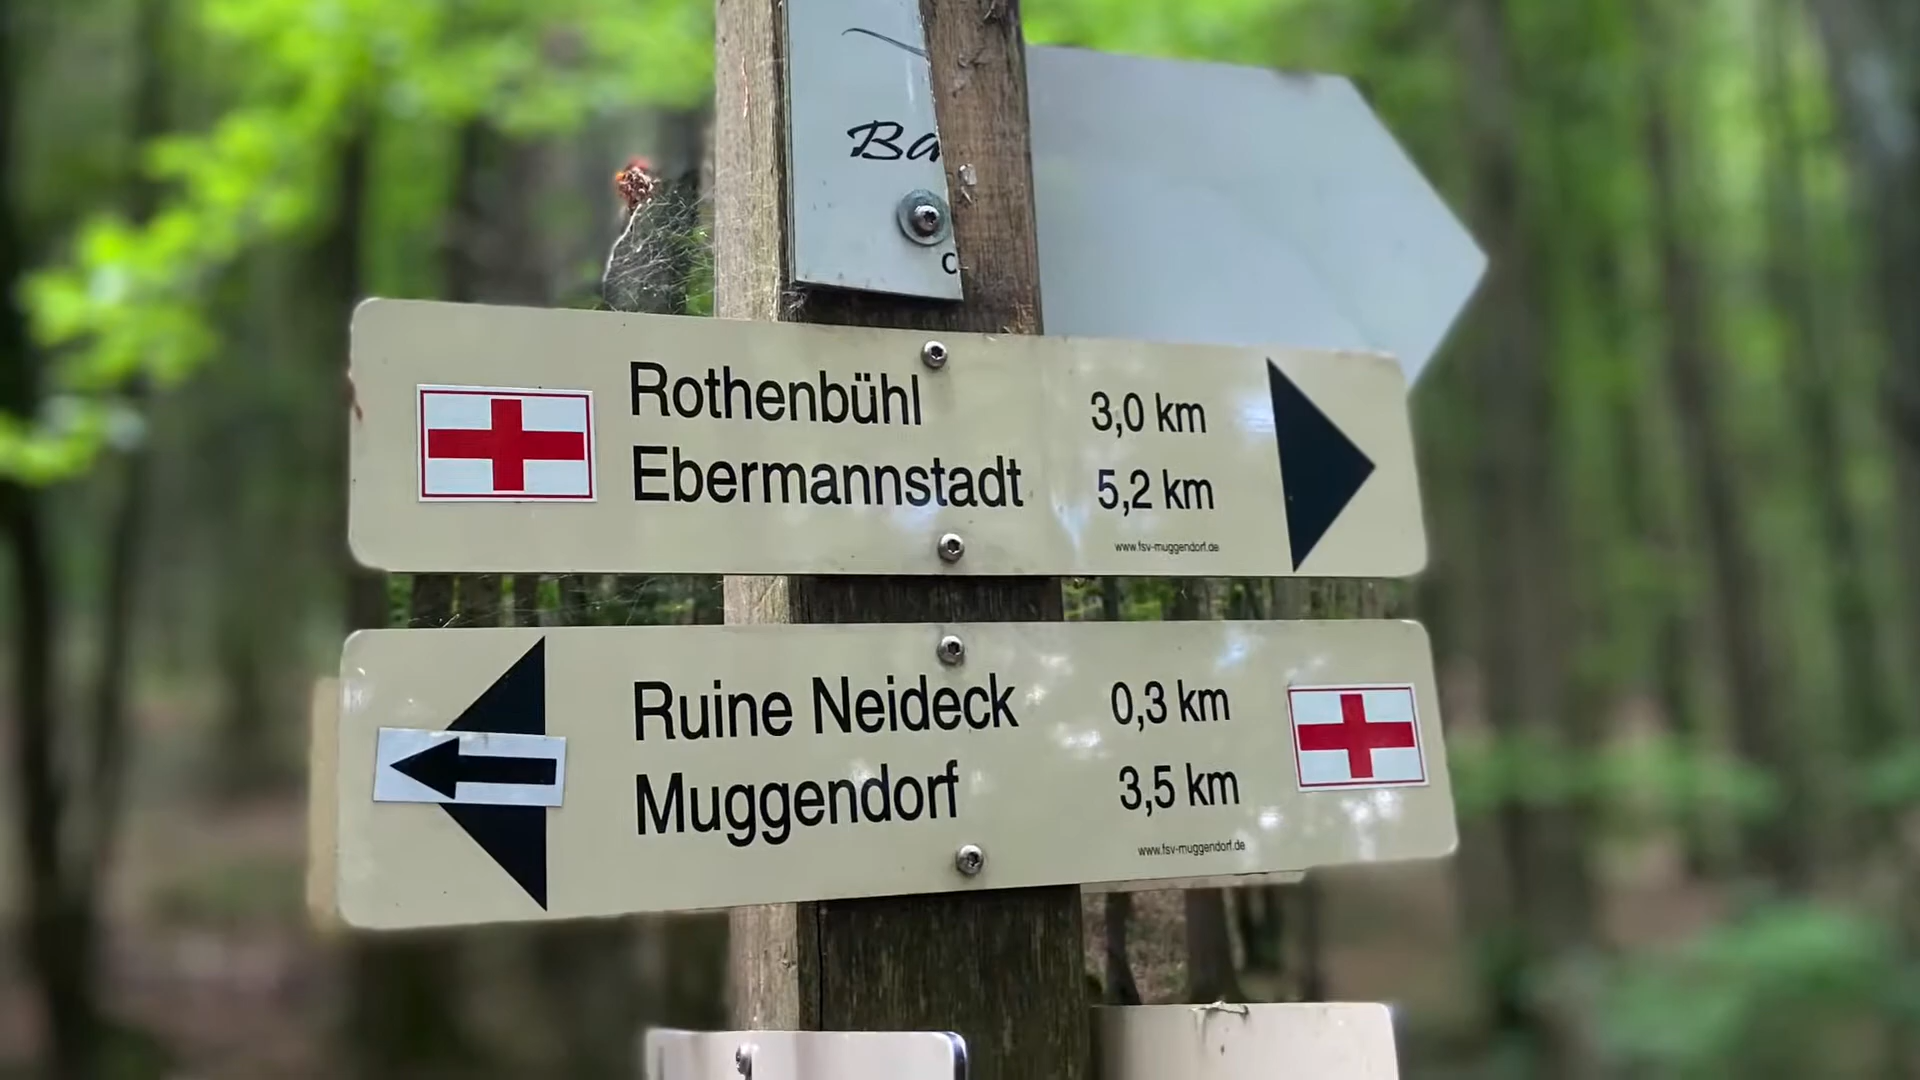 Rothenbühl 3,0 km
Ebermannstadt 5,2 km
www.fsv-muggendorf.de
Ruine Neideck 0,3 km
Muggendorf 3,5 km
www.fsv-muggendorf.de